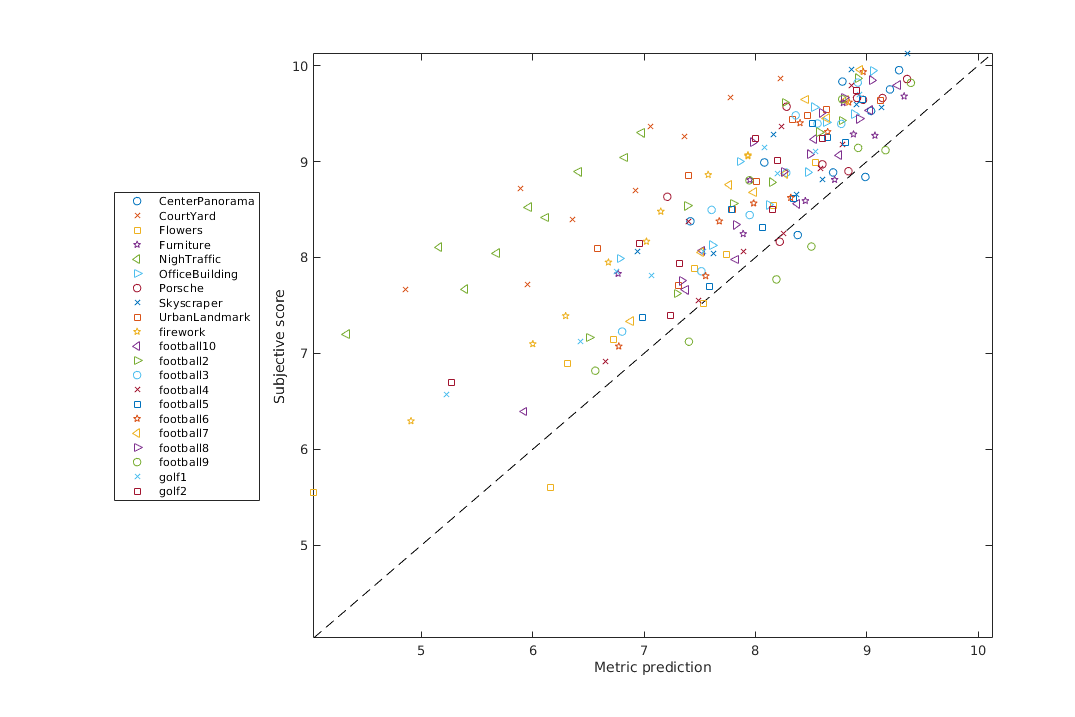 CenterPanorama
CourtYard
Flowers
Furniture
NighTraffic
OfficeBuilding
Porsche
Skyscraper
UrbanLandmark
firework
football10
football2
football3
football4
football5
football6
football7
football8
football9
golf1
golf2
Subjective score
10
9
8
7
6
5
5 6 7 8 9 10
Metric prediction